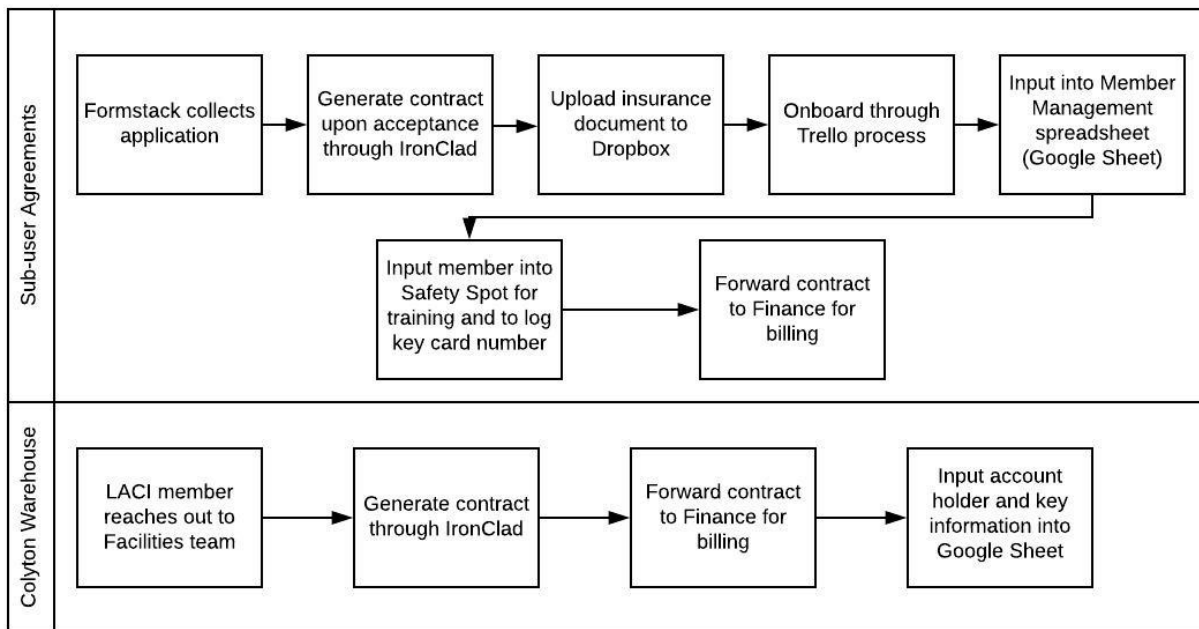 Sub-user Agreements
Formstack collects
application
Generate contract
upon acceptance
through IronClad
Upload insurance
document to
Dropbox
Onboard through
Trello process
Input into Member
Management
spreadsheet
(Google Sheet)
Input member into
Safety Spot for
training and to log
key card number
Forward contract
to Finance for
billing
Colyton Warehouse
LACI member
reaches out to
Facilities team
Generate contract
through IronClad
Forward contract
to Finance for
billing
Input account
holder and key
information into
Google Sheet